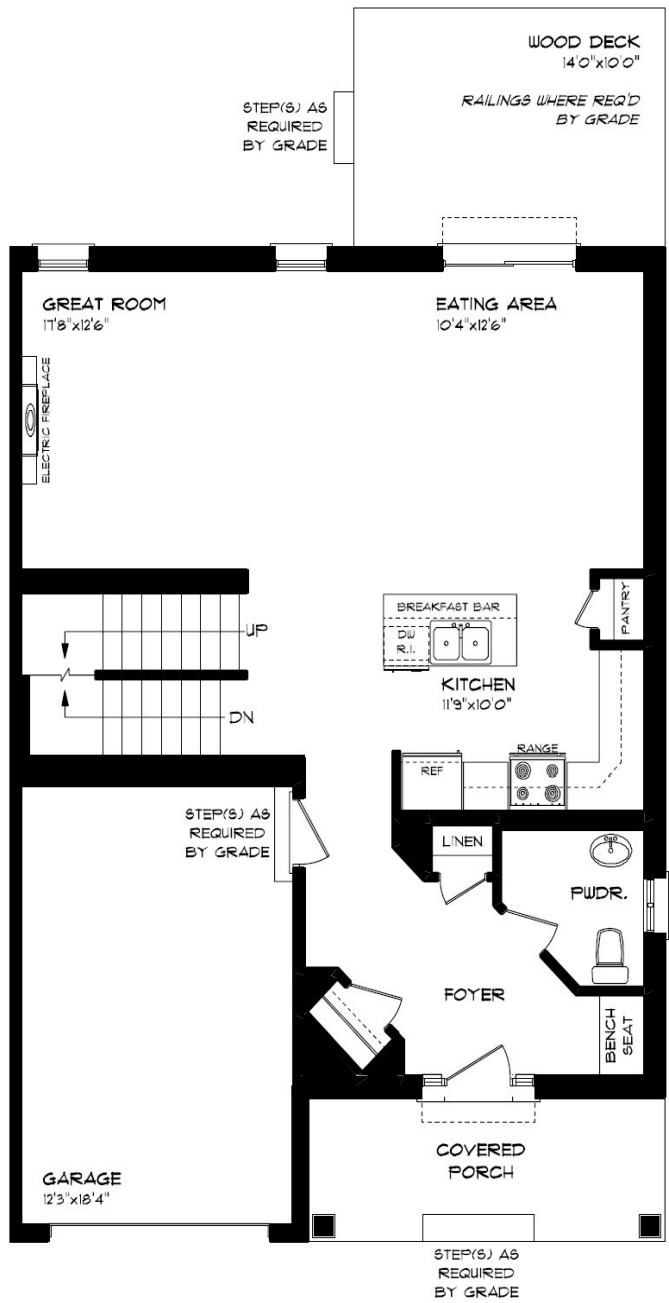 WOOD DECK
14'0"x10'0"
RAILINGS WHERE REQ'D
BY GRADE
STEP(S) AS
REQUIRED
BY GRADE
GREAT ROOM
17'8"x12'6"
EATING AREA
10'4"x12'6"
ELECTRIC FIREPLACE
BREAKFAST BAR
DW
R.I.
PANTRY
UP
KITCHEN
11'9"x10'0"
DN
RANGE
REF
STEP(S) AS
REQUIRED
BY GRADE
LINEN
PWDR.
FOYER
BENCH
SEAT
COVERED
PORCH
GARAGE
12'3"x18'4"
STEP(S) AS
REQUIRED
BY GRADE